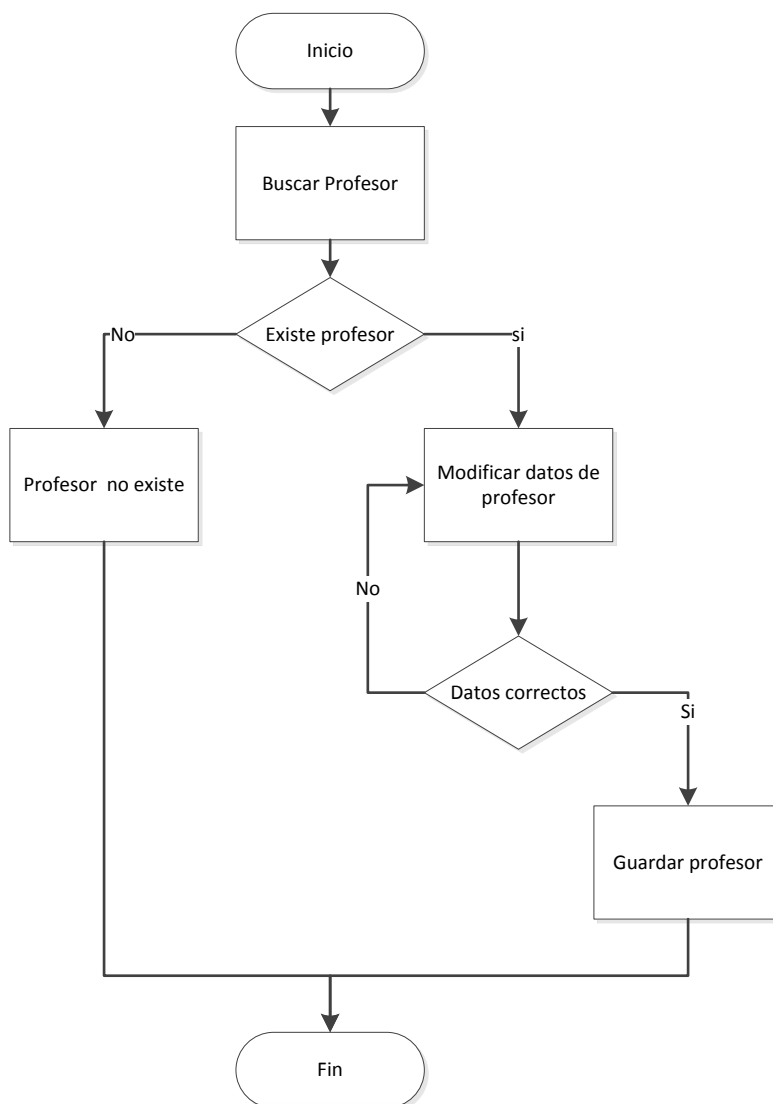 Inicio
Buscar Profesor
Existe profesor
No
si
Profesor  no existe
Modificar datos de
profesor
No
Datos correctos
Si
Guardar profesor
Fin